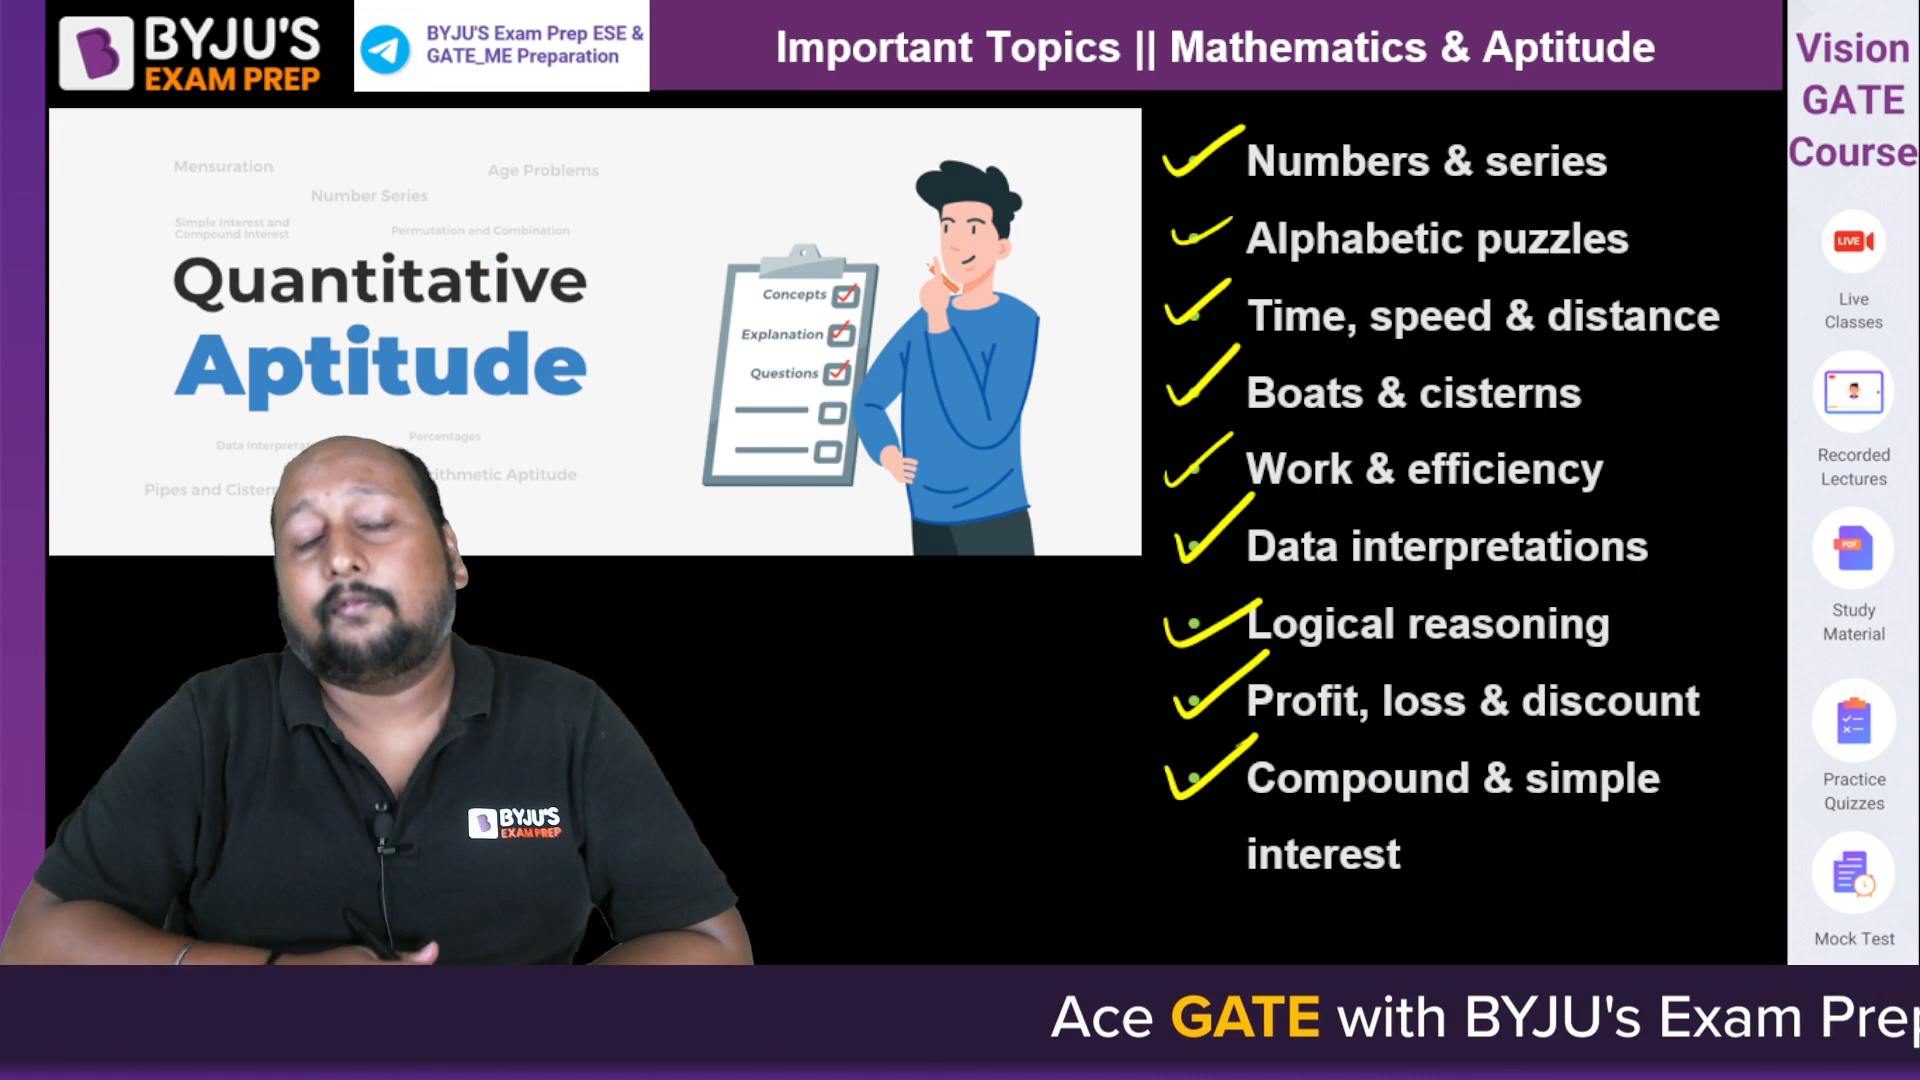 BYJU'S
EXAM PREP
BYJU'S Exam Prep ESE &
GATE_ME Preparation
Important Topics || Mathematics & Aptitude
Vision
GATE
Course
Mensuration
Age Problems
Number Series
Simple Interest and
Compound Interest
Permutation and Combination
Quantitative
Aptitude
Data Interpretat
Percentages
ithmetic Aptitude
Pipes and Cistern
Concepts
Explanation
Questions
Numbers & series
Alphabetic puzzles
Time, speed & distance
Boats & cisterns
Work & efficiency
Data interpretations
Logical reasoning
Profit, loss & discount
Compound & simple
interest
LIVE
Live
Classes
Recorded
Lectures
PDF
Study
Material
Practice
Quizzes
Mock Test
BYJU'S
EXAM PREP
Ace GATE with BYJU's Exam Prep